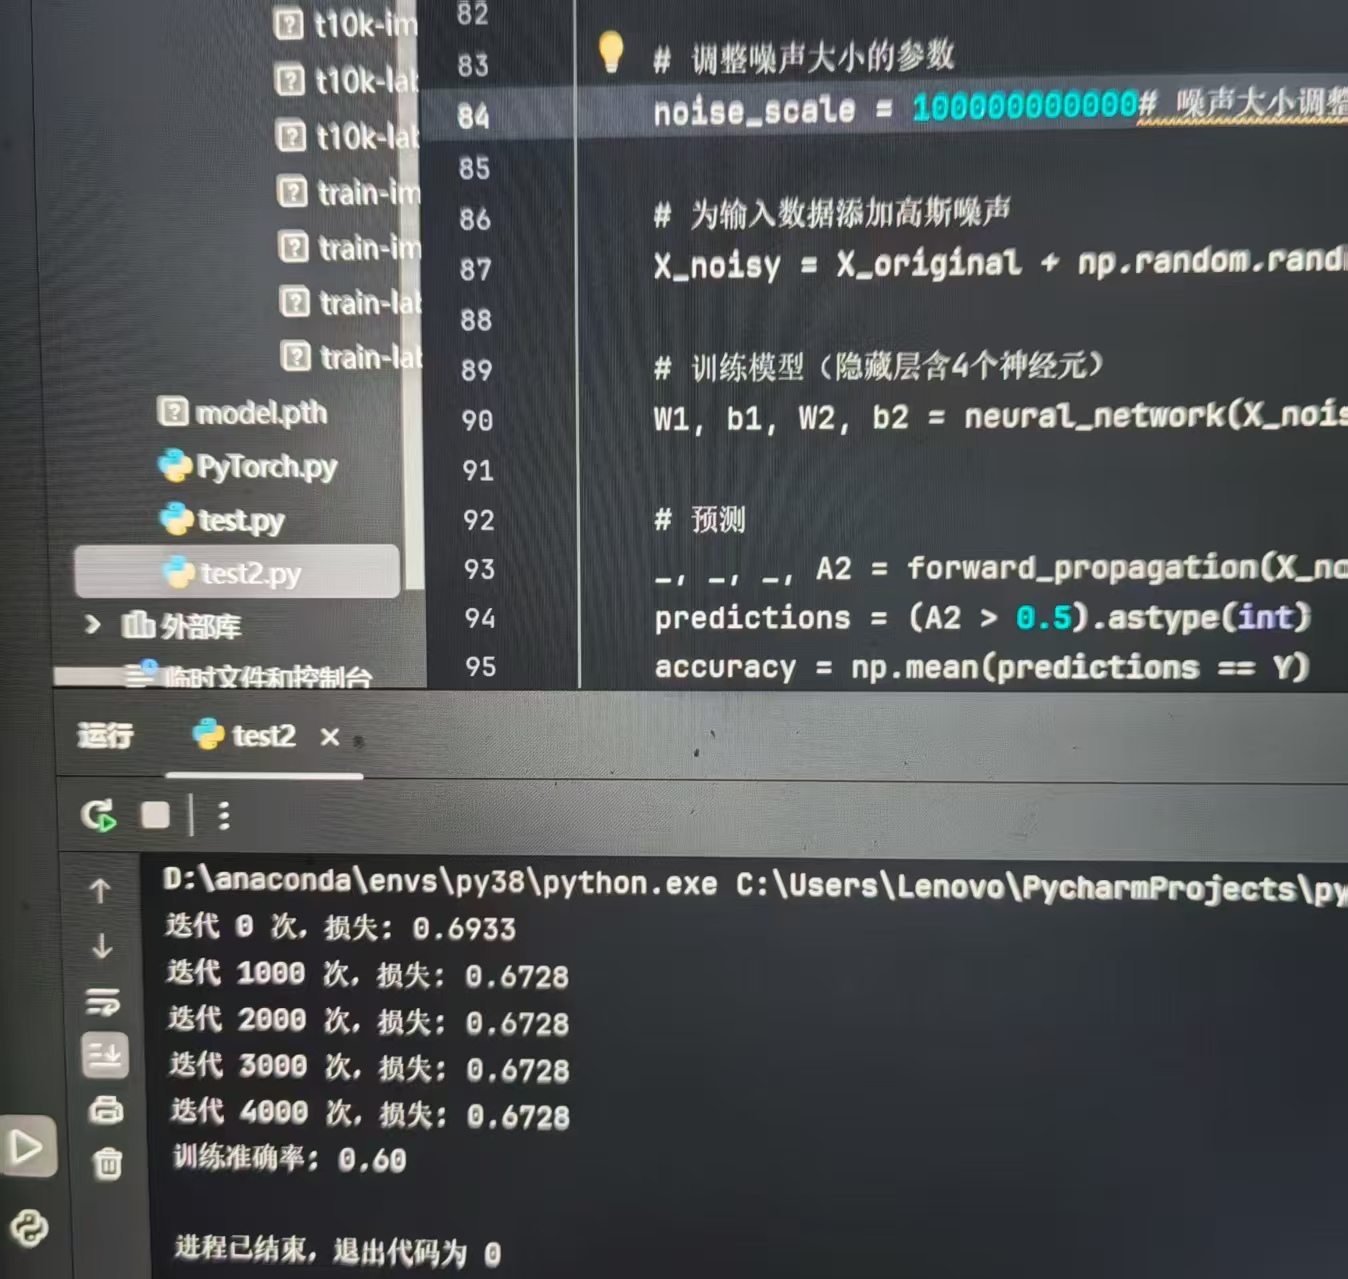 t10k-im
t10k-lab
t10k-lab
train-im
train-im
train-lab
train-lab
model.pth
PyTorch.py
test.py
test2.py
外部库
临时文件和控制台
82
83 # 调整噪声大小的参数
84 noise_scale = 100000000000# 噪声大小调整
85
86 # 为输入数据添加高斯噪声
87 X_noisy = X_original + np.random.rand
88
89 # 训练模型（隐藏层含4个神经元）
90 W1, b1, W2, b2 = neural_network(X_nois
91
92 # 预测
93 _, _, _, A2 = forward_propagation(X_no
94 predictions = (A2 > 0.5).astype(int)
95 accuracy = np.mean(predictions == Y)
运行 test2
D:\anaconda\envs\py38\python.exe C:\Users\Lenovo\PycharmProjects\py
迭代 0 次，损失: 0.6933
迭代 1000 次，损失: 0.6728
迭代 2000 次，损失: 0.6728
迭代 3000 次，损失: 0.6728
迭代 4000 次，损失: 0.6728
训练准确率: 0.60
进程已结束，退出代码为 0